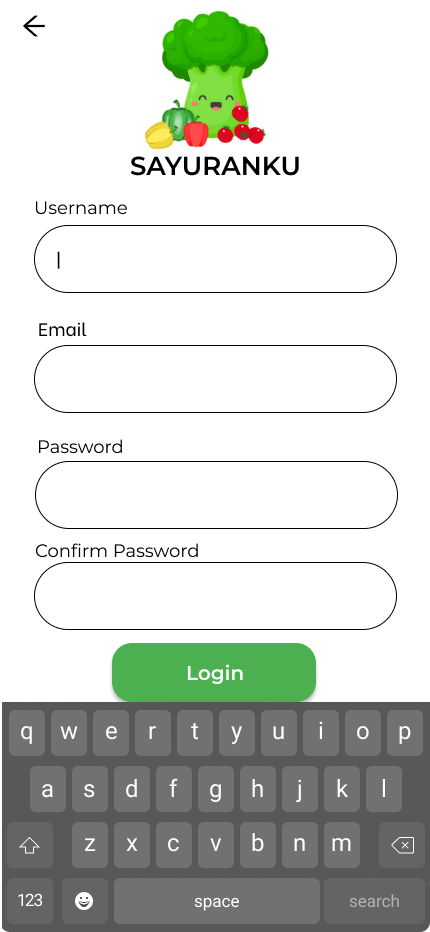 SAYURANKU
Username
Email
Password
Confirm Password
Login
q w e r t y u i o p
a s d f g h j k l
z x c v b n m
123 space search